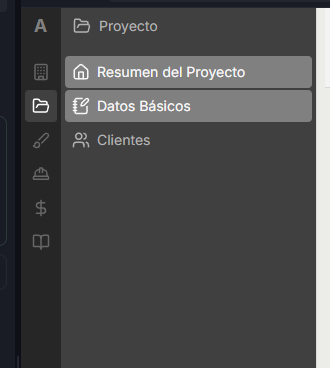 A
Proyecto
Resumen del Proyecto
Datos Básicos
Clientes